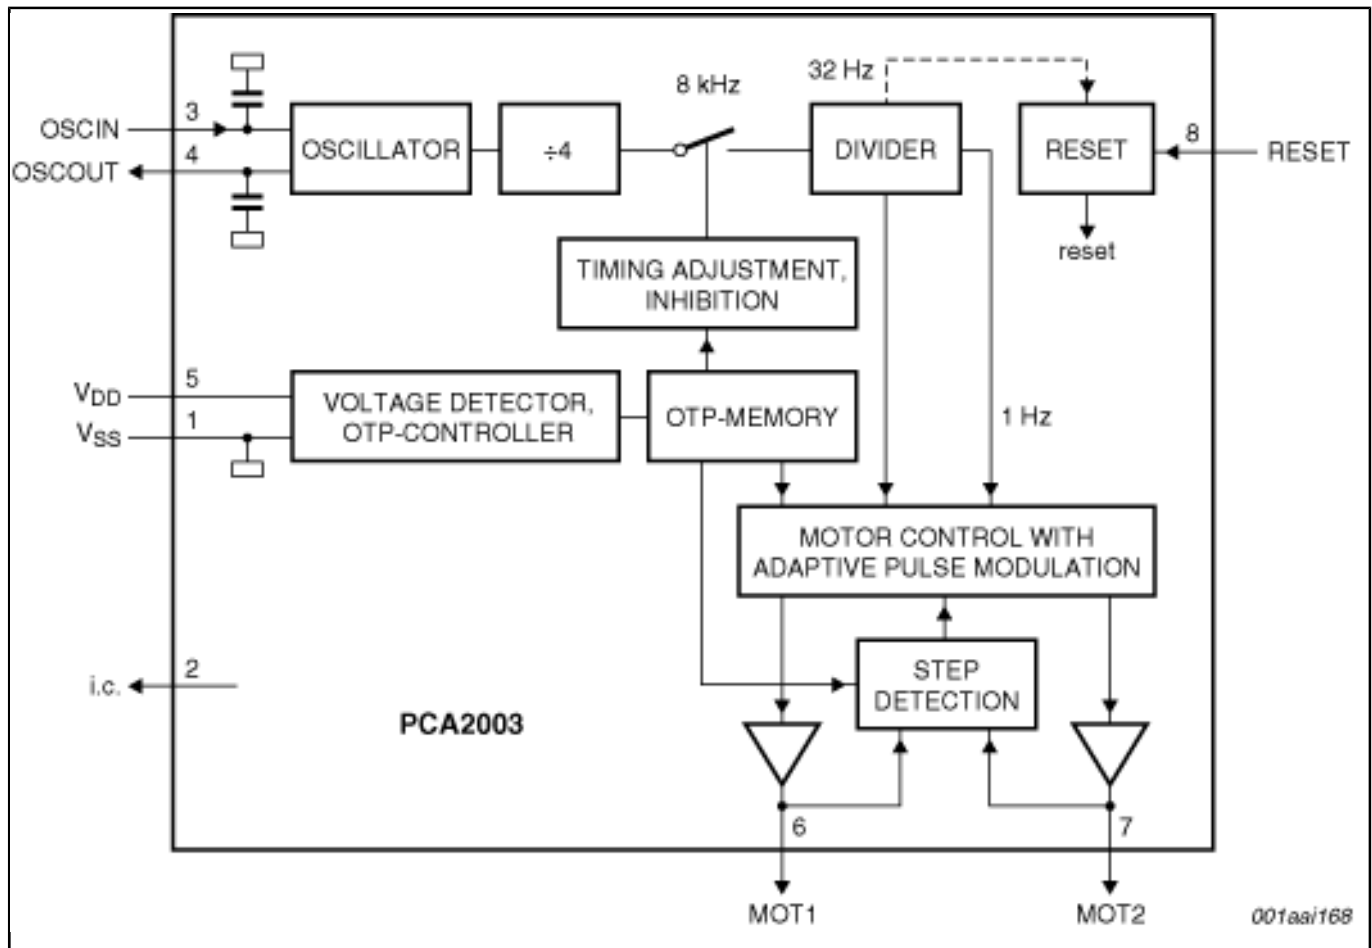 32 Hz
8 kHz
3
OSCIN
OSCILLATOR
÷4
DIVIDER
RESET
8
RESET
4
OSCOUT
reset
TIMING ADJUSTMENT,
INHIBITION
5
VDD
1
VSS
VOLTAGE DETECTOR,
OTP-CONTROLLER
OTP-MEMORY
1 Hz
MOTOR CONTROL WITH
ADAPTIVE PULSE MODULATION
2
i.c.
STEP
DETECTION
PCA2003
6
7
MOT1
MOT2
001aai168